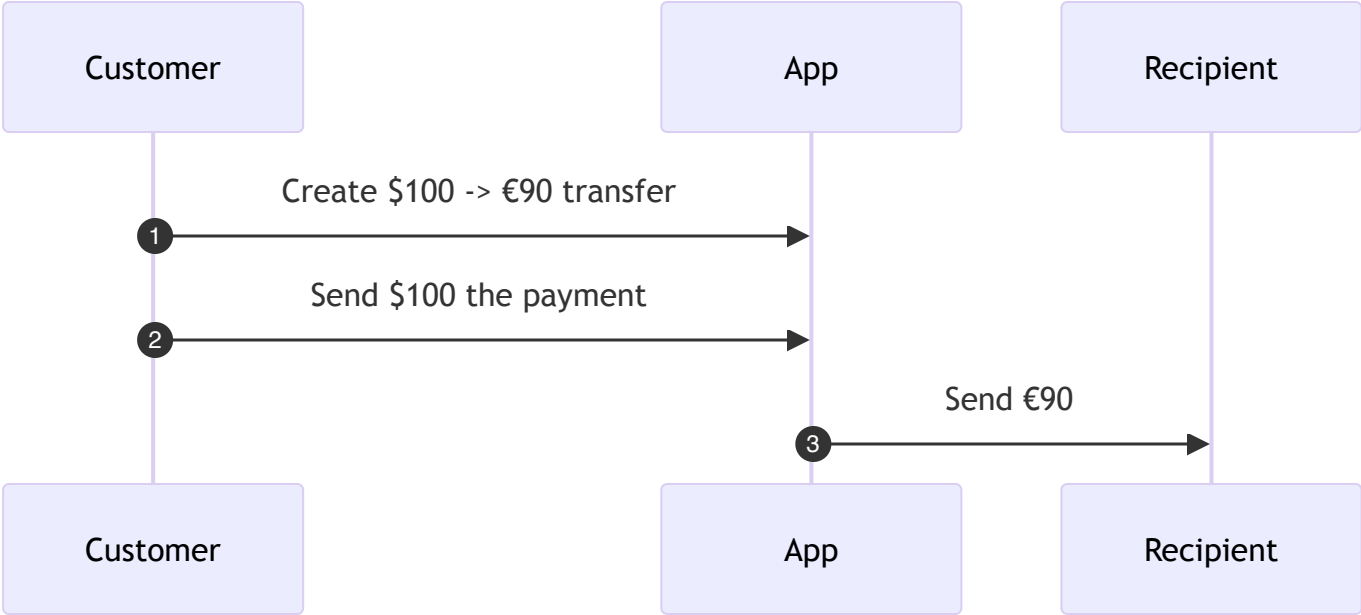 Customer
App
Recipient
Create $100 -> €90 transfer
1
Send $100 the payment
2
Send €90
3
Customer
App
Recipient